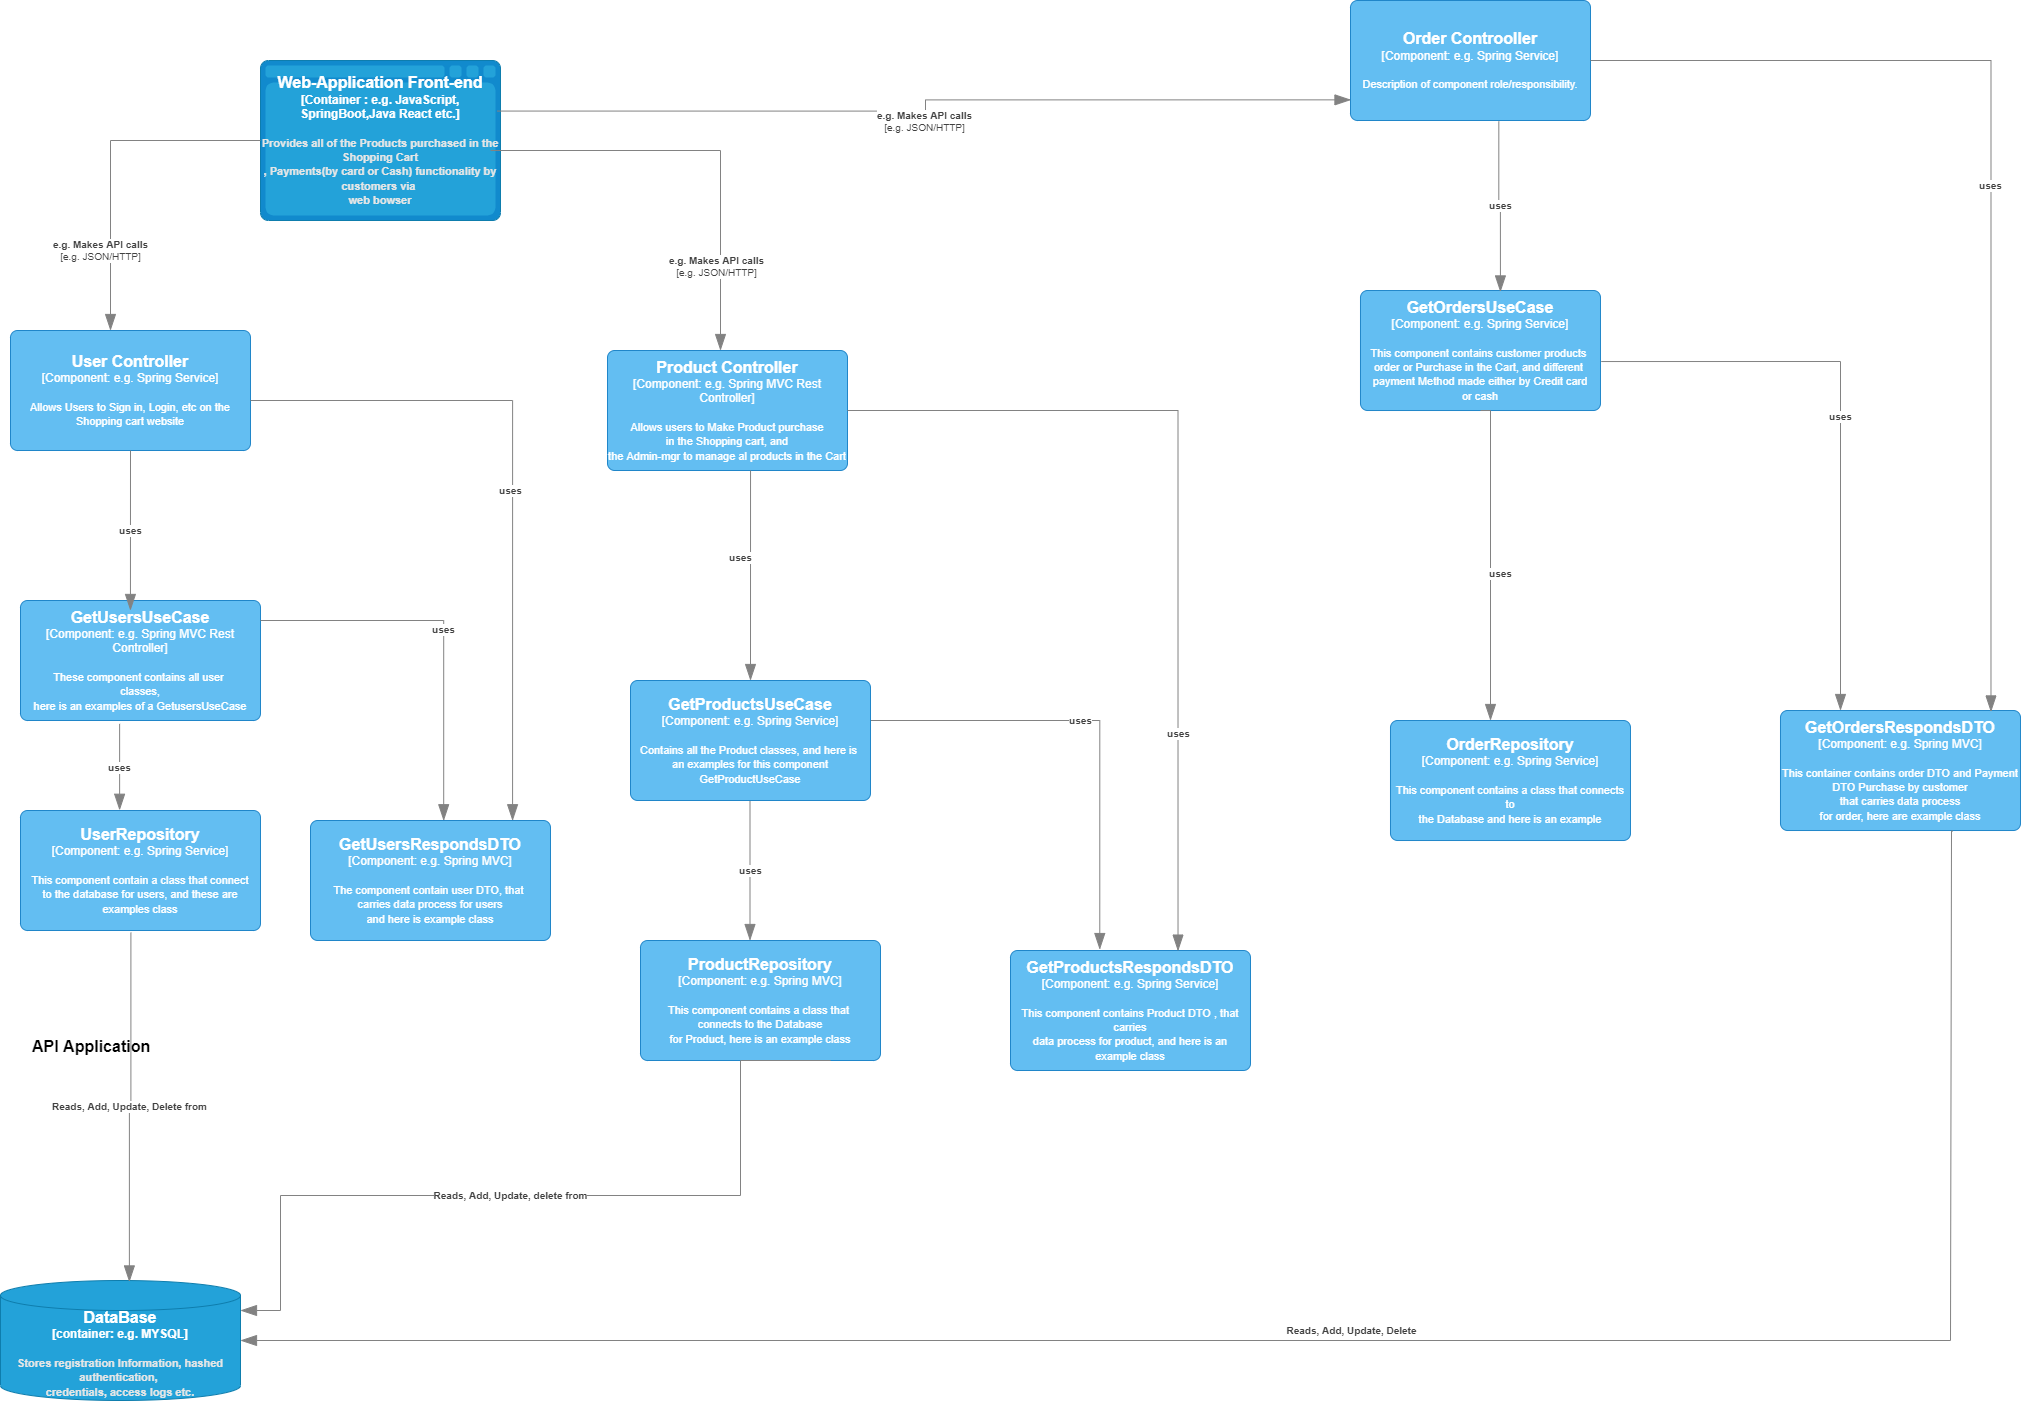 Order Controoller
[Component: e.g. Spring Service]
Description of component role/responsibility.
Web-Application Front-end
[Container : e.g. JavaScript,
SpringBoot,Java React etc.]
Provides all of the Products purchased in the
Shopping Cart
, Payments(by card or Cash) functionality by
customers via
web bowser
e.g. Makes API calls
[e.g. JSON/HTTP]
uses
uses
e.g. Makes API calls
[e.g. JSON/HTTP]
e.g. Makes API calls
[e.g. JSON/HTTP]
GetOrdersUseCase
[Component: e.g. Spring Service]
This component contains customer products
order or Purchase in the Cart, and different
payment Method made either by Credit card
or cash
User Controller
[Component: e.g. Spring Service]
Allows Users to Sign in, Login, etc on the
Shopping cart website
Product Controller
[Component: e.g. Spring MVC Rest
Controller]
Allows users to Make Product purchase
in the Shopping cart, and
the Admin-mgr to manage al products in the Cart
uses
uses
uses
uses
uses
GetUsersUseCase
[Component: e.g. Spring MVC Rest
Controller]
These component contains all user
classes,
here is an examples of a GetusersUseCase
uses
GetProductsUseCase
[Component: e.g. Spring Service]
Contains all the Product classes, and here is
an examples for this component
GetProductUseCase
uses
uses
OrderRepository
[Component: e.g. Spring Service]
This component contains a class that connects
to
the Database and here is an example
GetOrdersRespondsDTO
[Component: e.g. Spring MVC]
This container contains order DTO and Payment
DTO Purchase by customer
that carries data process
for order, here are example class
uses
UserRepository
[Component: e.g. Spring Service]
This component contain a class that connect
to the database for users, and these are
examples class
GetUsersRespondsDTO
[Component: e.g. Spring MVC]
The component contain user DTO, that
carries data process for users
and here is example class
uses
ProductRepository
[Component: e.g. Spring MVC]
This component contains a class that
connects to the Database
for Product, here is an example class
GetProductsRespondsDTO
[Component: e.g. Spring Service]
This component contains Product DTO , that
carries
data process for product, and here is an
example class
API Application
Reads, Add, Update, Delete from
Reads, Add, Update, delete from
DataBase
[container: e.g. MYSQL]
Stores registration Information, hashed
authentication,
credentials, access logs etc.
Reads, Add, Update, Delete